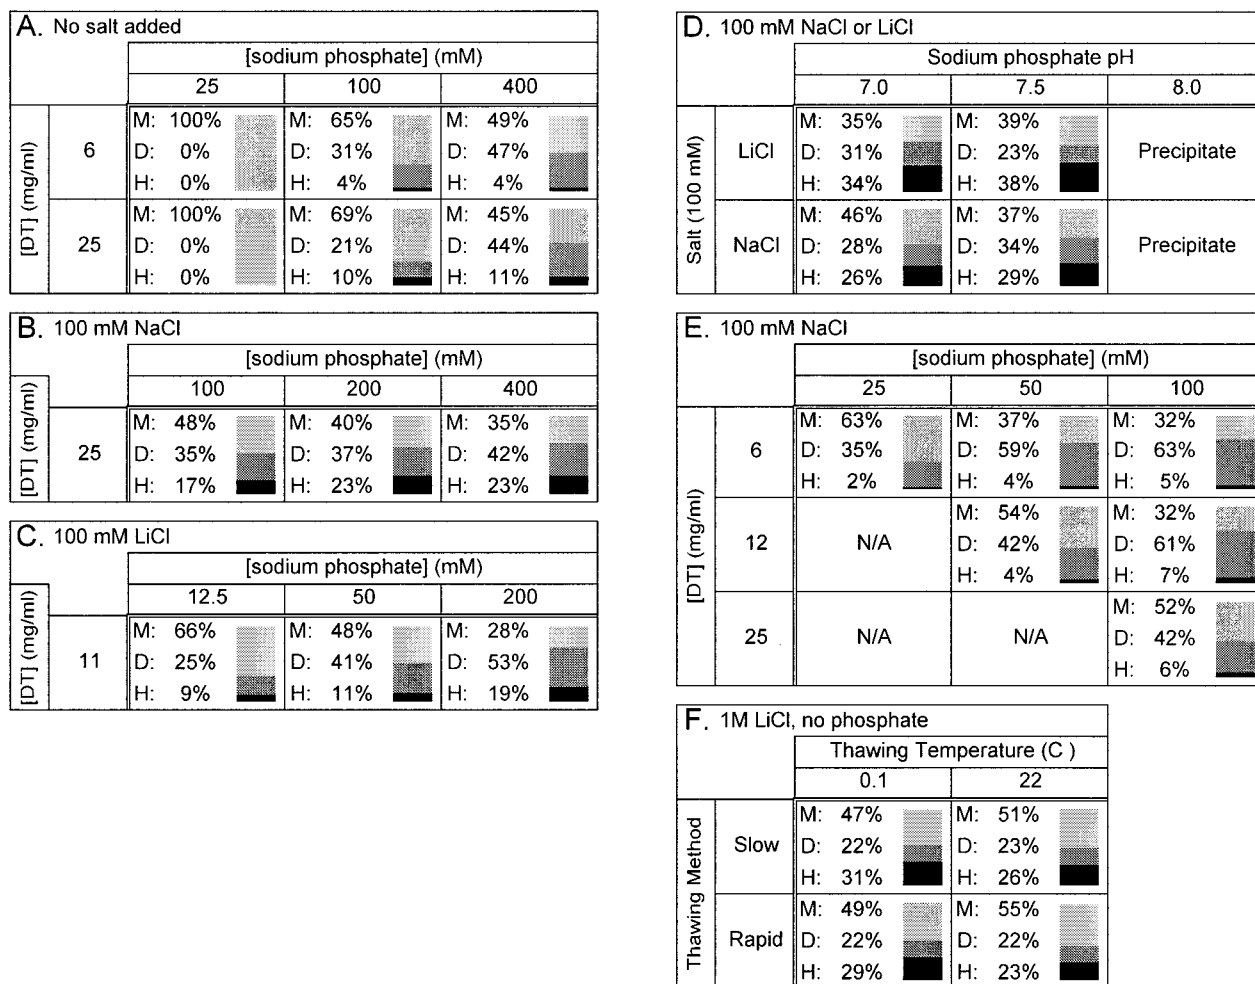 A. No salt added
[sodium phosphate] (mM)
25 100 400
[DT] (mg/ml)
6
M: 100% M: 65% M: 49%
D: 0% D: 31% D: 47%
H: 0% H: 4% H: 4%
25
M: 100% M: 69% M: 45%
D: 0% D: 21% D: 44%
H: 0% H: 10% H: 11%
B. 100 mM NaCl
[sodium phosphate] (mM)
100 200 400
[DT] (mg/ml)
25
M: 48% M: 40% M: 35%
D: 35% D: 37% D: 42%
H: 17% H: 23% H: 23%
C. 100 mM LiCl
[sodium phosphate] (mM)
12.5 50 200
[DT] (mg/ml)
11
M: 66% M: 48% M: 28%
D: 25% D: 41% D: 53%
H: 9% H: 11% H: 19%
D. 100 mM NaCl or LiCl
Sodium phosphate pH
7.0 7.5 8.0
Salt (100 mM)
LiCl
M: 35% M: 39%
D: 31% D: 23% Precipitate
H: 34% H: 38%
NaCl
M: 46% M: 37%
D: 28% D: 34% Precipitate
H: 26% H: 29%
E. 100 mM NaCl
[sodium phosphate] (mM)
25 50 100
[DT] (mg/ml)
6
M: 63% M: 37% M: 32%
D: 35% D: 59% D: 63%
H: 2% H: 4% H: 5%
12
M: 54% M: 32%
N/A D: 42% D: 61%
H: 4% H: 7%
25
M: 52%
N/A N/A D: 42%
H: 6%
F. 1M LiCl, no phosphate
Thawing Temperature (C )
0.1 22
Thawing Method
Slow
M: 47% M: 51%
D: 22% D: 23%
H: 31% H: 26%
Rapid
M: 49% M: 55%
D: 22% D: 22%
H: 29% H: 23%